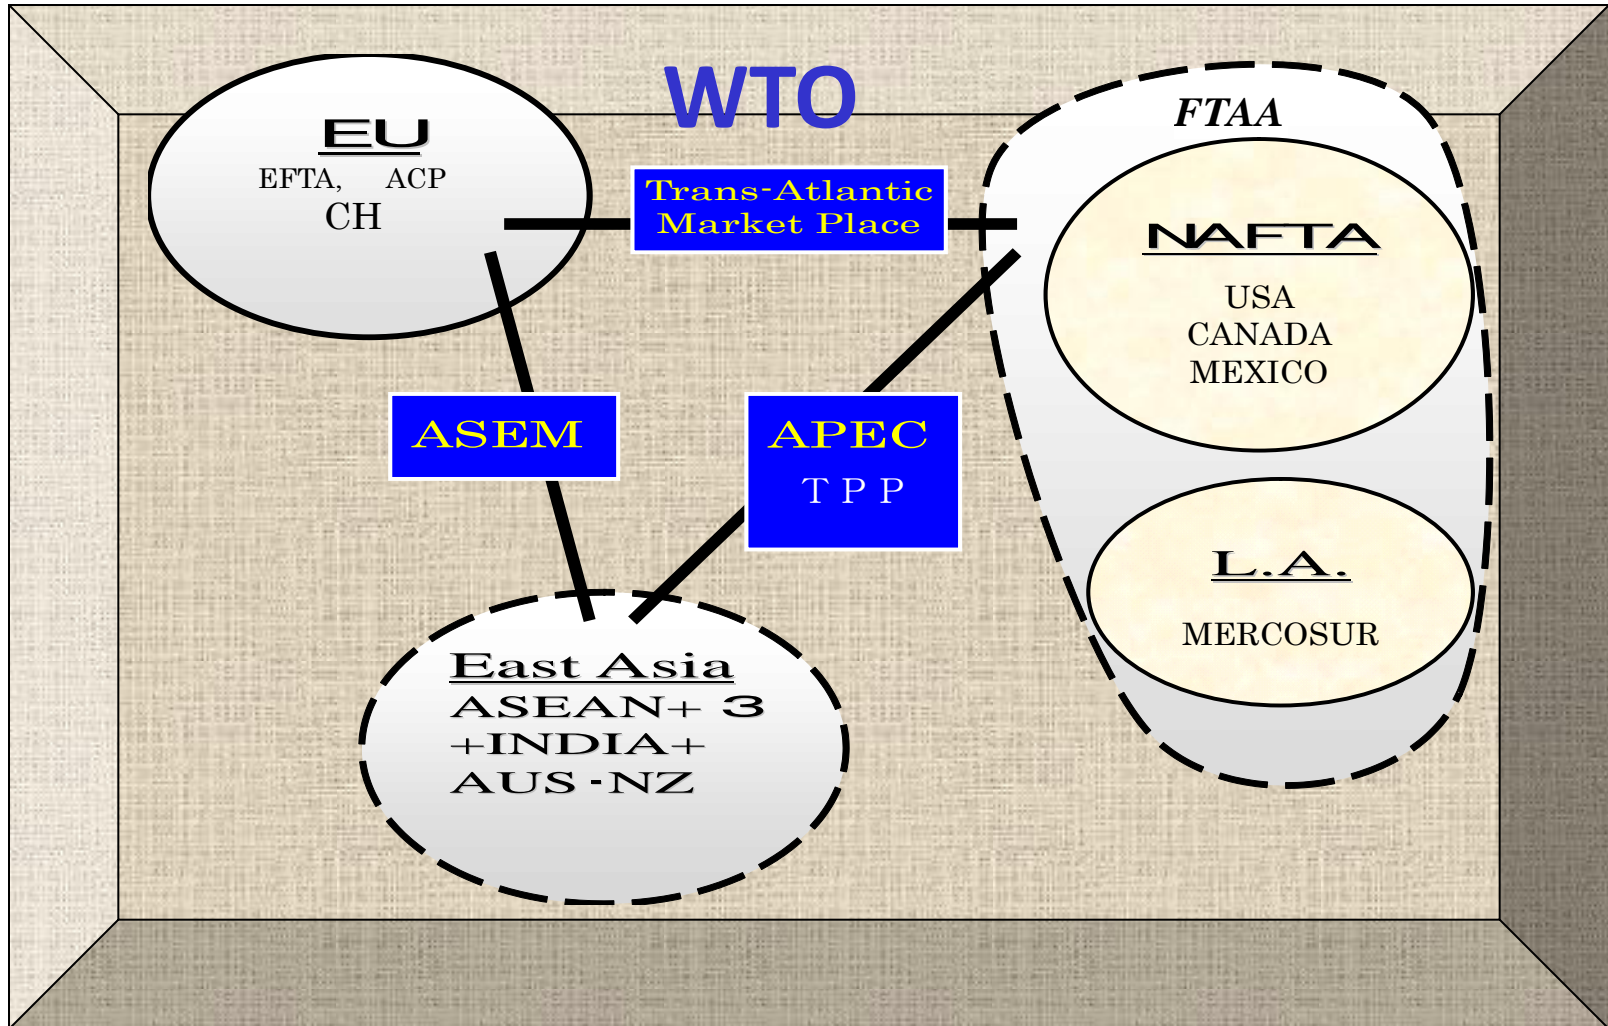 WTO
EU
EFTA, ACP
CH
Trans-Atlantic
Market Place
FTAA
NAFTA
USA
CANADA
MEXICO
ASEM
APEC
T P P
L.A.
MERCOSUR
East Asia
ASEAN+ 3
+INDIA+
AUS -NZ